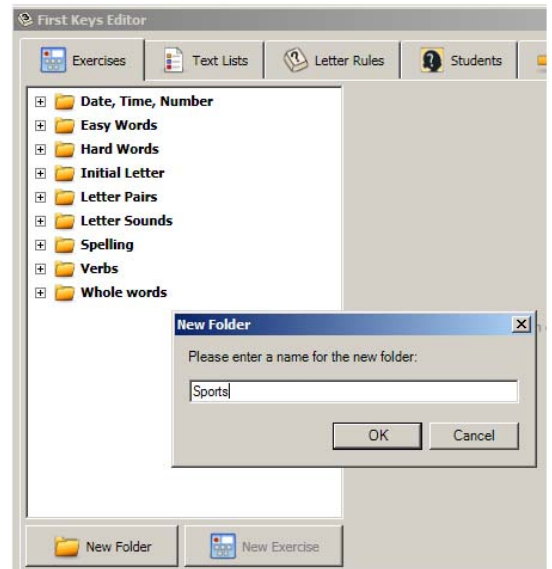 First Keys Editor
Exercises Text Lists Letter Rules Students
Date, Time, Number
Easy Words
Hard Words
Initial Letter
Letter Pairs
Letter Sounds
Spelling
Verbs
Whole words
New Folder
Please enter a name for the new folder:
Sports
OK Cancel
New Folder New Exercise